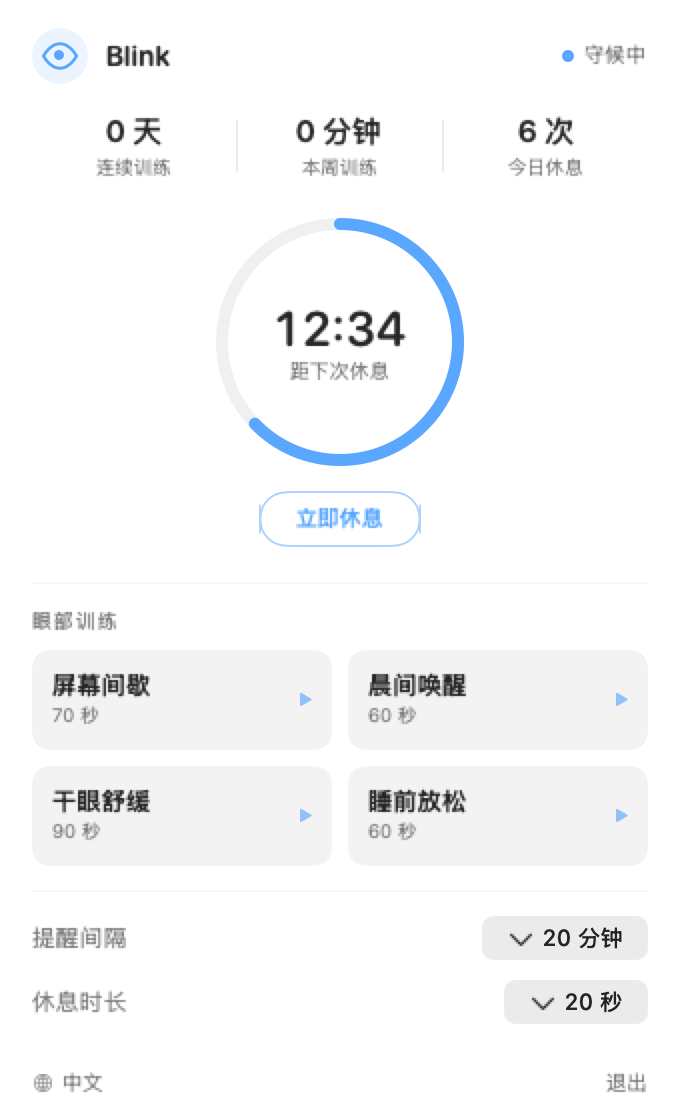 Blink
守候中
0 天
0 分钟
6 次
连续训练
本周训练
今日休息
12:34
距下次休息
立即休息
眼部训练
屏幕间歇
70 秒
晨间唤醒
60 秒
干眼舒缓
90 秒
睡前放松
60 秒
提醒间隔
20 分钟
休息时长
20 秒
中文
退出